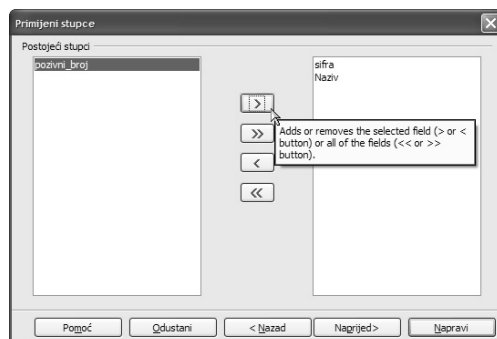 Primijeni stupce
Postojeći stupci
pozivni_broj
sifra
Naziv
>
>>
<
<<
Adds or removes the selected field (> or <
button) or all of the fields (<< or >>
button).
Pomoć
Odustani
< Nazad
Naprijed>
Napravi